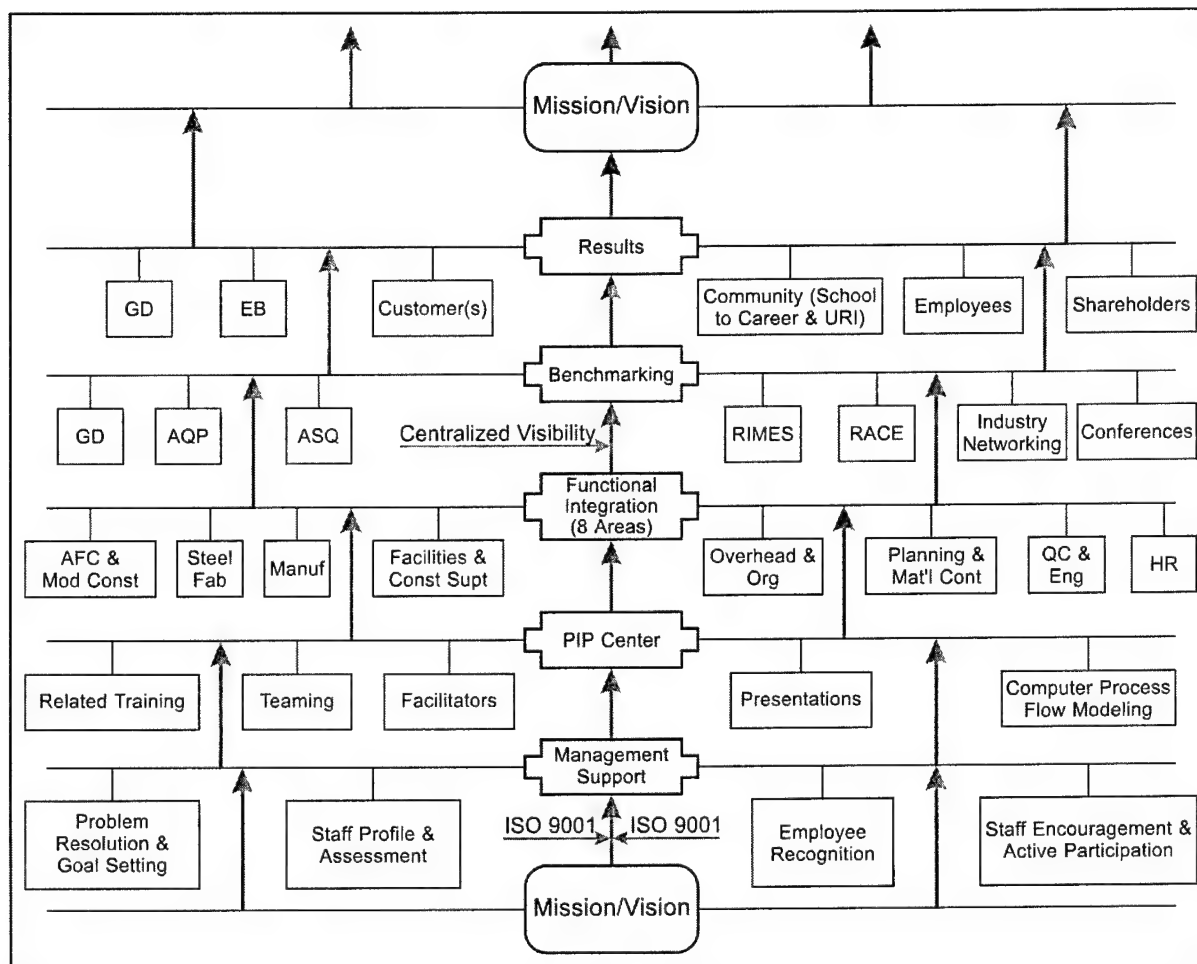 Mission/Vision
Results
GD
EB
Customer(s)
Community (School
to Career & URI)
Employees
Shareholders
Benchmarking
GD
AQP
ASQ
Centralized Visibility
RIMES
RACE
Industry
Networking
Conferences
Functional
Integration
(8 Areas)
AFC &
Mod Const
Steel
Fab
Manuf
Facilities &
Const Supt
Overhead &
Org
Planning &
Mat'l Cont
QC &
Eng
HR
PIP Center
Related Training
Teaming
Facilitators
Presentations
Computer Process
Flow Modeling
Management
Support
Problem
Resolution &
Goal Setting
Staff Profile &
Assessment
ISO 9001
ISO 9001
Employee
Recognition
Staff Encouragement &
Active Participation
Mission/Vision